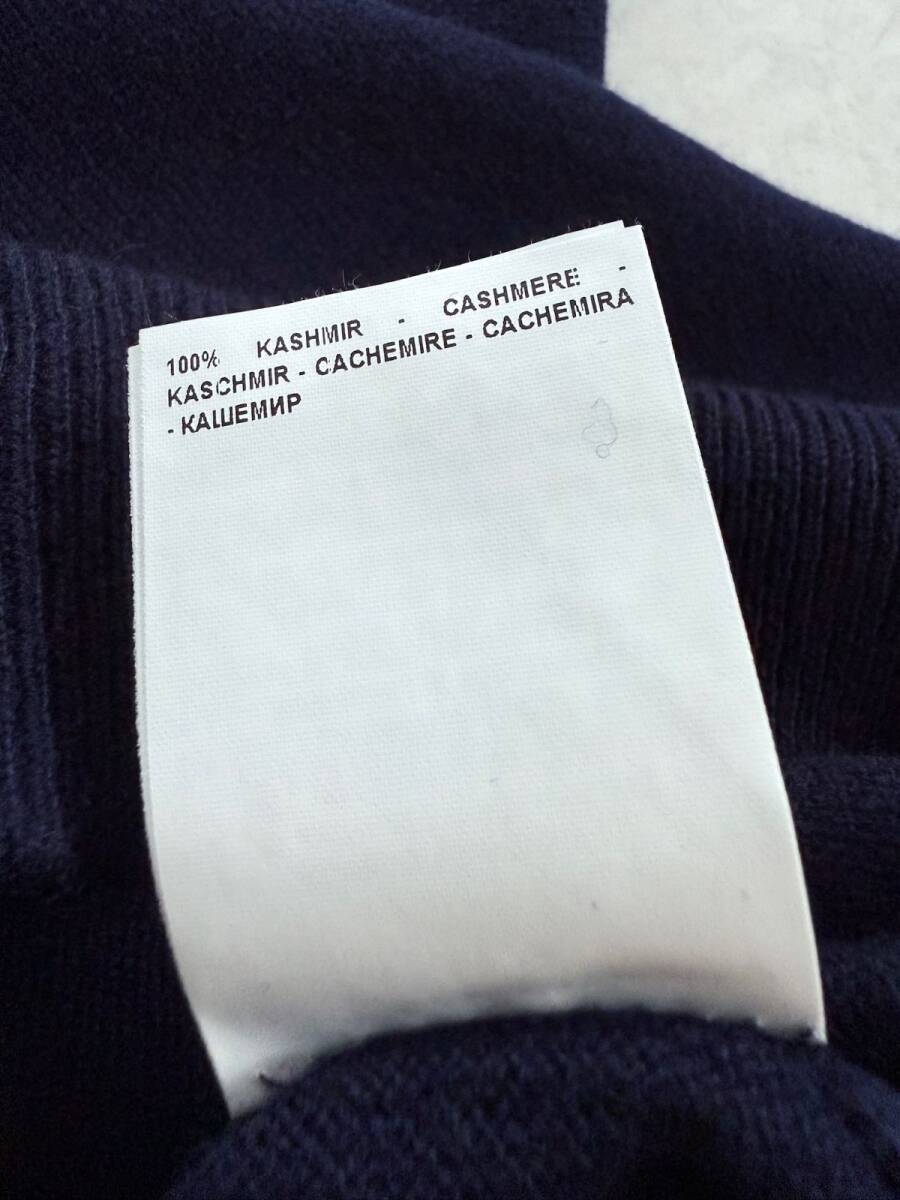 100% KASHMIR - CASHMERE -
KASCHMIR - CACHEMIRE - CACHEMIRA
- КАШЕМИР